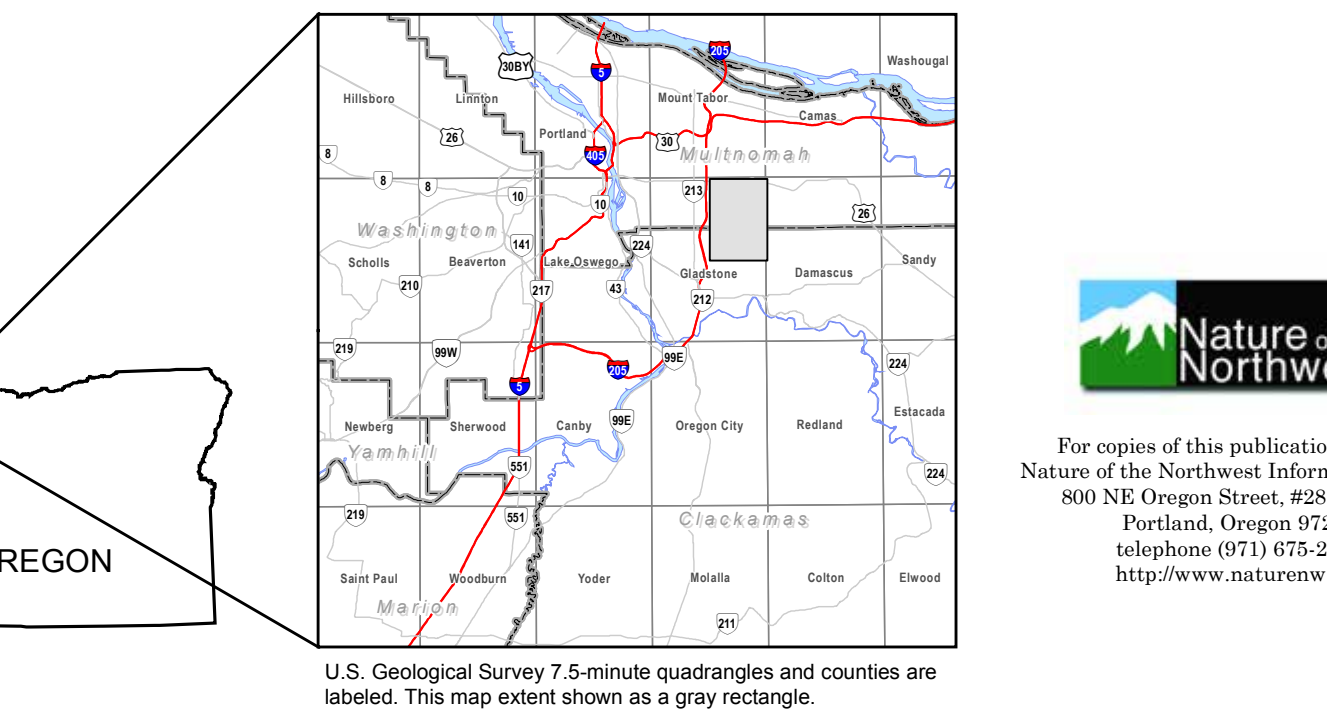 205
Washougal
30BY
5
Hillsboro
Linnton
Mount Tabor
Camas
26
Portland
30
8
405
Multnomah
8
8
10
10
213
26
Washington
141
224
Scholls
Beaverton
Lake Oswego
Gladstone
Damascus
Sandy
210
217
43
212
219
99W
99E
224
205
5
Newberg
Sherwood
Canby
99E
Oregon City
Redland
Estacada
Yamhill
551
224
219
551
Clackamas
Saint Paul
Woodburn
Yoder
Molalla
Colton
Elwood
Marion
211
REGON
U.S. Geological Survey 7.5-minute quadrangles and counties are
labeled. This map extent shown as a gray rectangle.
Nature o
Northwe
For copies of this publicatio
Nature of the Northwest Inform
800 NE Oregon Street, #28
Portland, Oregon 972
telephone (971) 675-2
http://www.naturenw